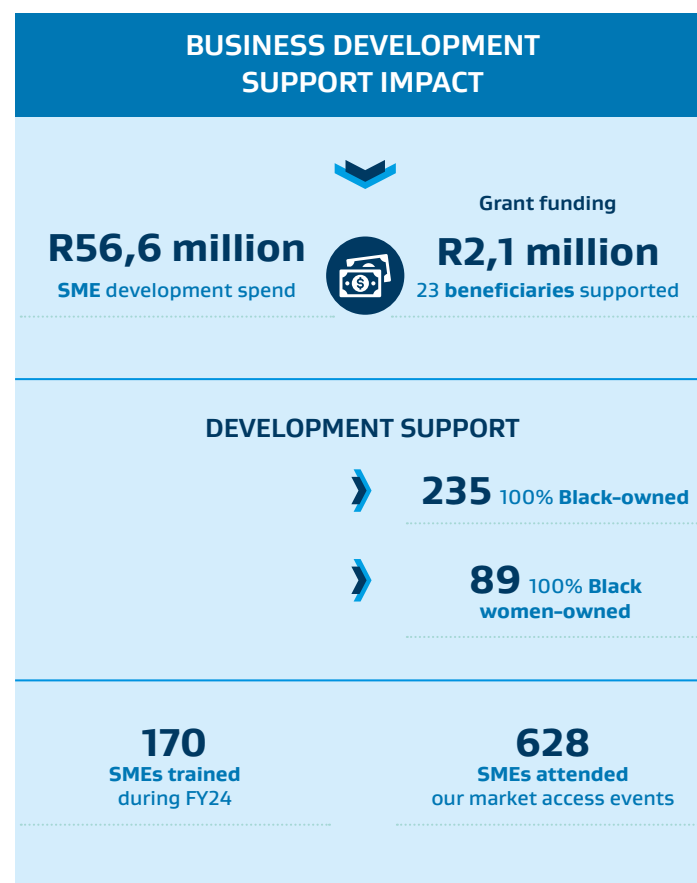 BUSINESS DEVELOPMENT
SUPPORT IMPACT
R56,6 million
SME development spend
Grant funding
R2,1 million
23 beneficiaries supported
DEVELOPMENT SUPPORT
235 100% Black-owned
89 100% Black
women-owned
170
SMEs trained
during FY24
628
SMEs attended
our market access events